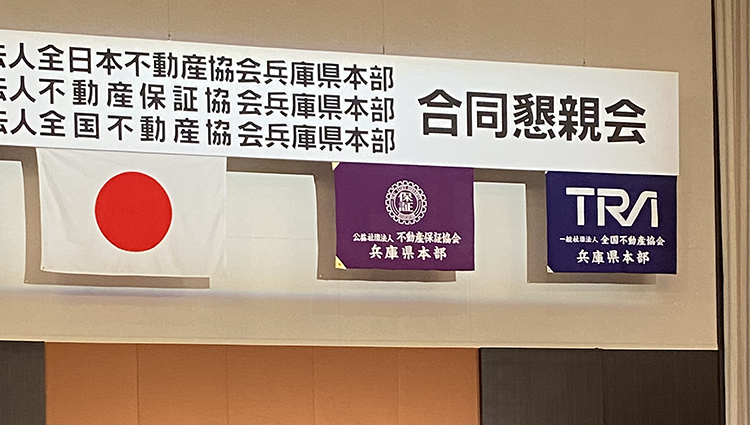 法人全日本不動産協会兵庫県本部
法人不動産保証協会兵庫県本部
法人全国不動産協会兵庫県本部
合同懇親会
保証
公益社団法人 不動産保証協会
兵庫県本部
TRA
一般社団法人 全国不動産協会
兵庫県本部